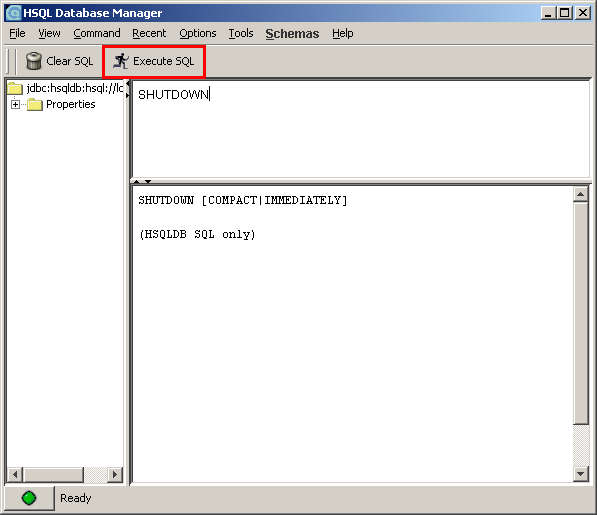 HSQL Database Manager
File View Command Recent Options Tools Schemas Help
Clear SQL Execute SQL
jdbc:hsqldb:hsql://lc
Properties
SHUTDOWN
SHUTDOWN [COMPACT|IMMEDIATELY]
(HSQLDB SQL only)
Ready